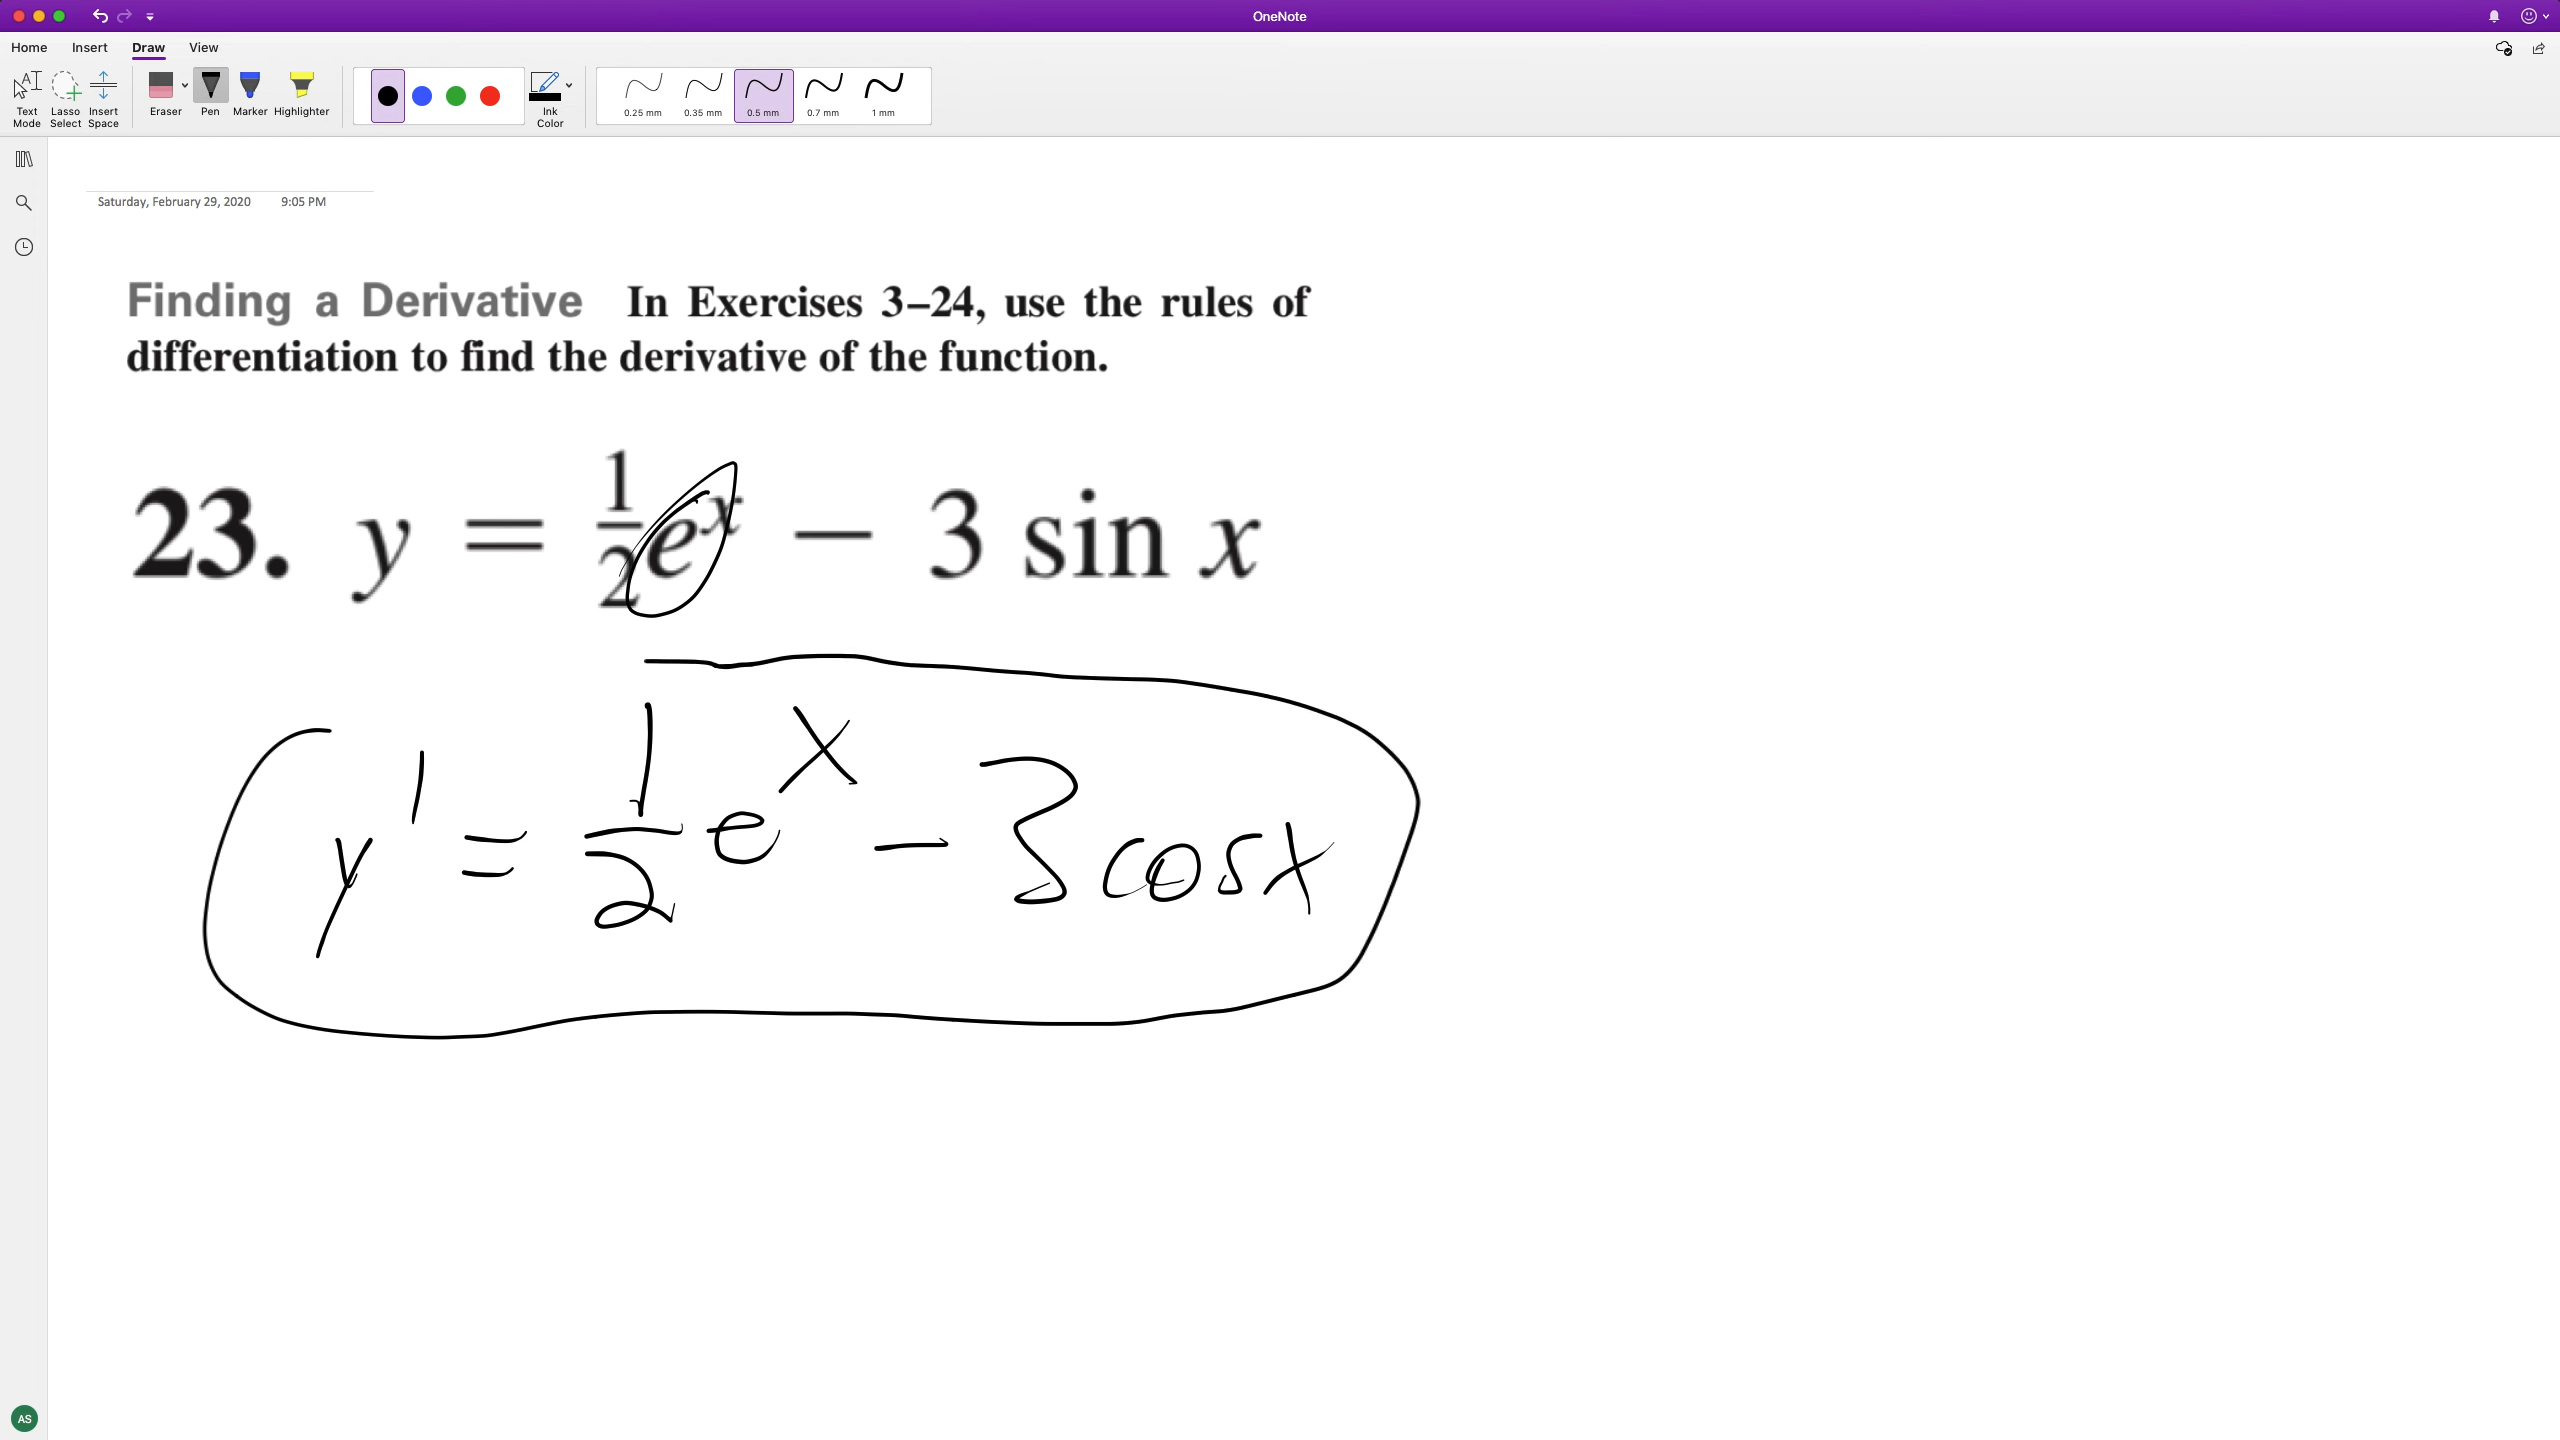 OneNote
Home Insert Draw View
Text Mode Lasso Select Insert Space Eraser Pen Marker Highlighter Ink Color 0.25 mm 0.35 mm 0.5 mm 0.7 mm 1 mm
Saturday, February 29, 2020 9:05 PM
Finding a Derivative In Exercises 3–24, use the rules of
differentiation to find the derivative of the function.
23. y = 1/2 e^x − 3 sin x
y' = 1/2 e^x − 3 cos x
AS